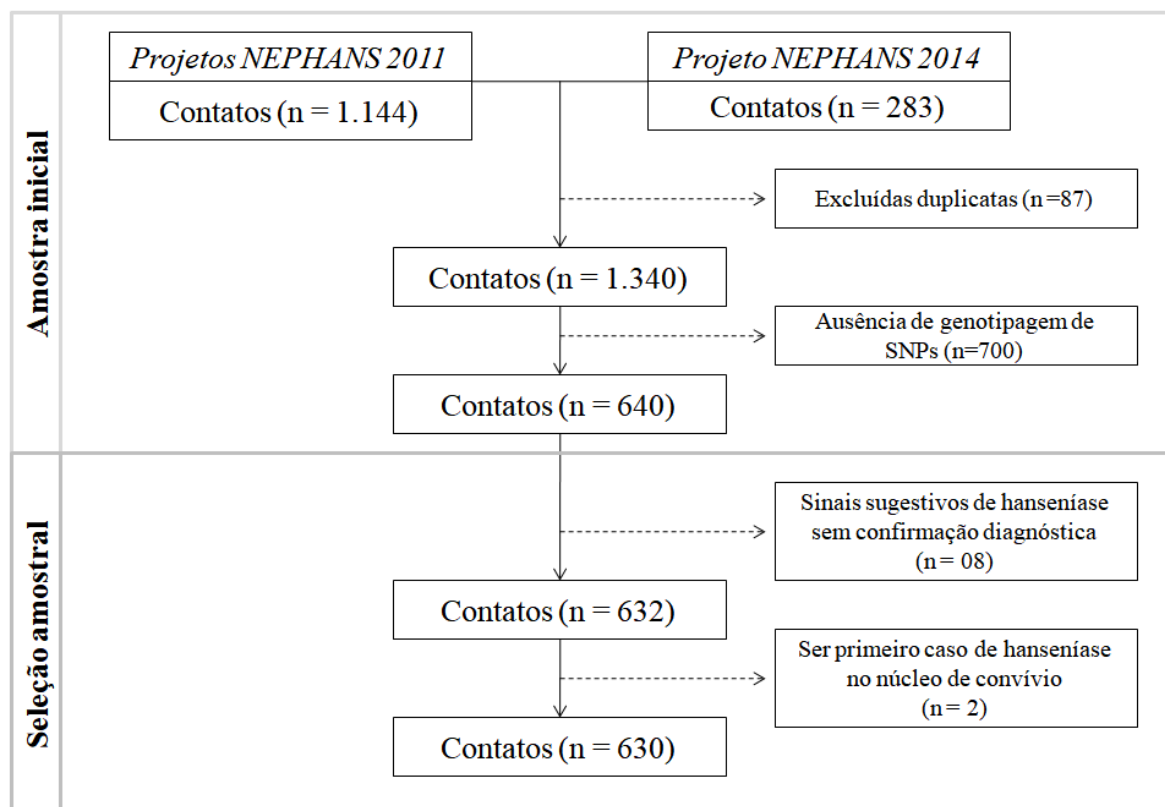 Amostra inicial
Projetos NEPHANS 2011
Contatos (n = 1.144)
Projeto NEPHANS 2014
Contatos (n = 283)
Excluídas duplicatas (n =87)
Contatos (n = 1.340)
Ausência de genotipagem de
SNPs (n=700)
Contatos (n = 640)
Seleção amostral
Sinais sugestivos de hanseníase
sem confirmação diagnóstica
(n = 08)
Contatos (n = 632)
Ser primeiro caso de hanseníase
no núcleo de convívio
(n = 2)
Contatos (n = 630)